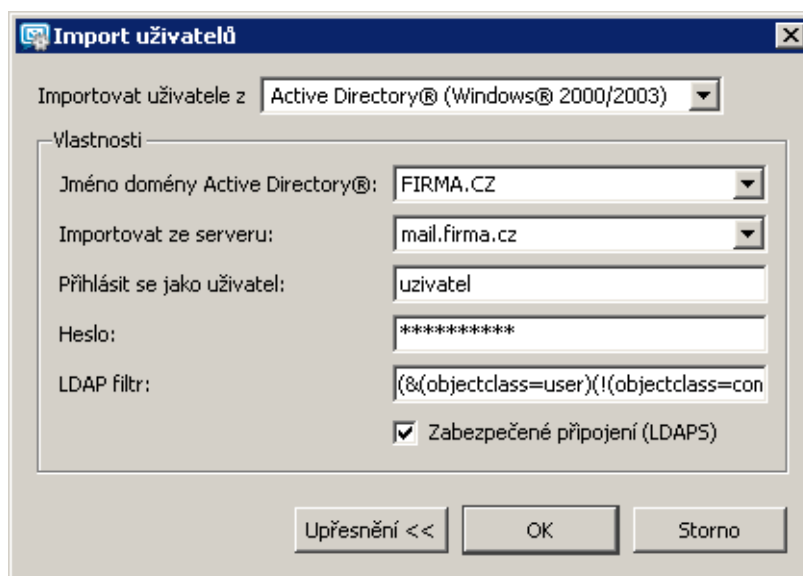 Import uživatelů
Importovat uživatele z Active Directory® (Windows® 2000/2003)
Vlastnosti
Jméno domény Active Directory®: FIRMA.CZ
Importovat ze serveru: mail.firma.cz
Přihlásit se jako uživatel: uzivatel
Heslo: **********
LDAP filtr: (&(objectclass=user)(!(objectclass=con
Zabezpečené připojení (LDAPS)
Upřesnění << OK Storno